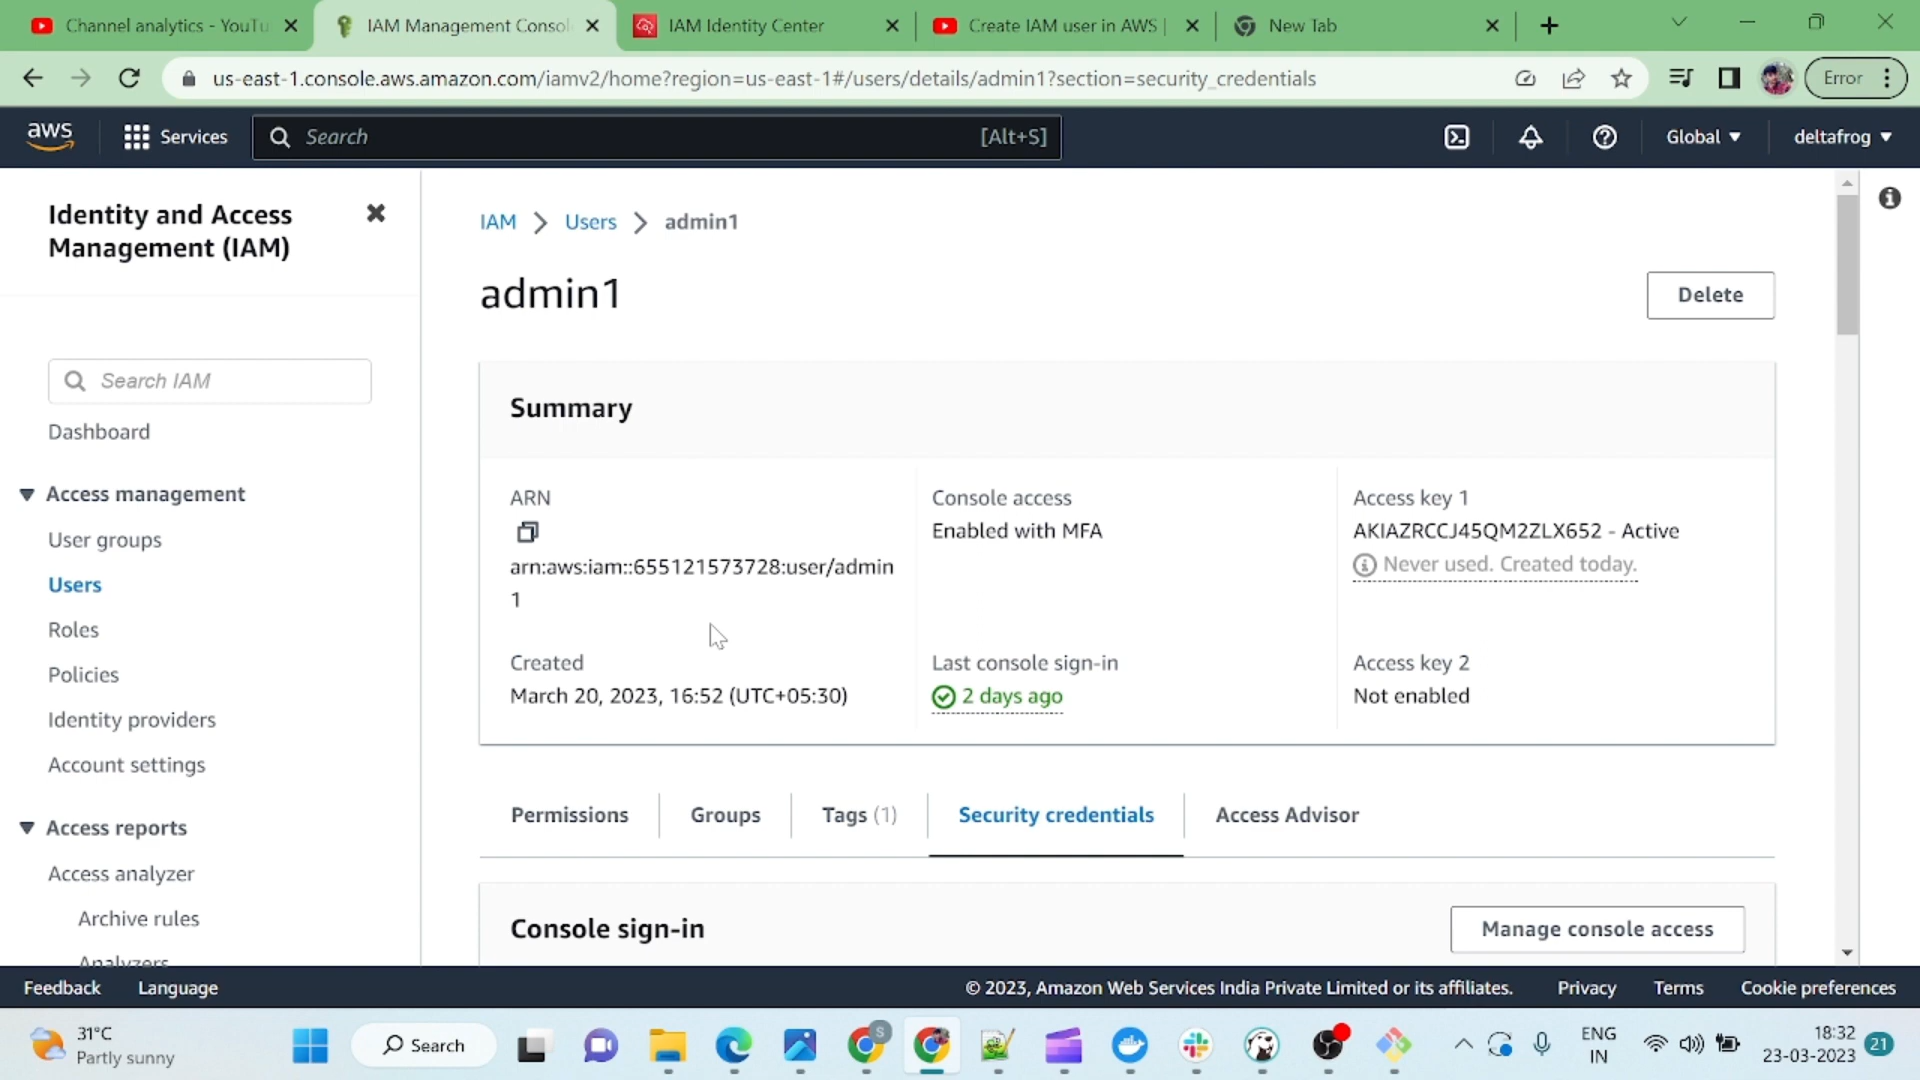 Channel analytics - YouTu
IAM Management Consol
IAM Identity Center
Create IAM user in AWS |
New Tab
us-east-1.console.aws.amazon.com/iamv2/home?region=us-east-1#/users/details/admin1?section=security_credentials
Error
aws
Services
Search
[Alt+S]
Global
deltafrog
Identity and Access
Management (IAM)
Search IAM
Dashboard
Access management
User groups
Users
Roles
Policies
Identity providers
Account settings
Access reports
Access analyzer
Archive rules
Analyzers
IAM > Users > admin1
admin1
Delete
Summary
ARN
arn:aws:iam::655121573728:user/admin
1
Console access
Enabled with MFA
Access key 1
AKIAZRCCJ45QM2ZLX652 - Active
Never used. Created today.
Created
March 20, 2023, 16:52 (UTC+05:30)
Last console sign-in
2 days ago
Access key 2
Not enabled
Permissions
Groups
Tags (1)
Security credentials
Access Advisor
Console sign-in
Manage console access
Feedback
Language
© 2023, Amazon Web Services India Private Limited or its affiliates.
Privacy
Terms
Cookie preferences
31°C
Partly sunny
Search
S
ENG
IN
18:32
23-03-2023
21